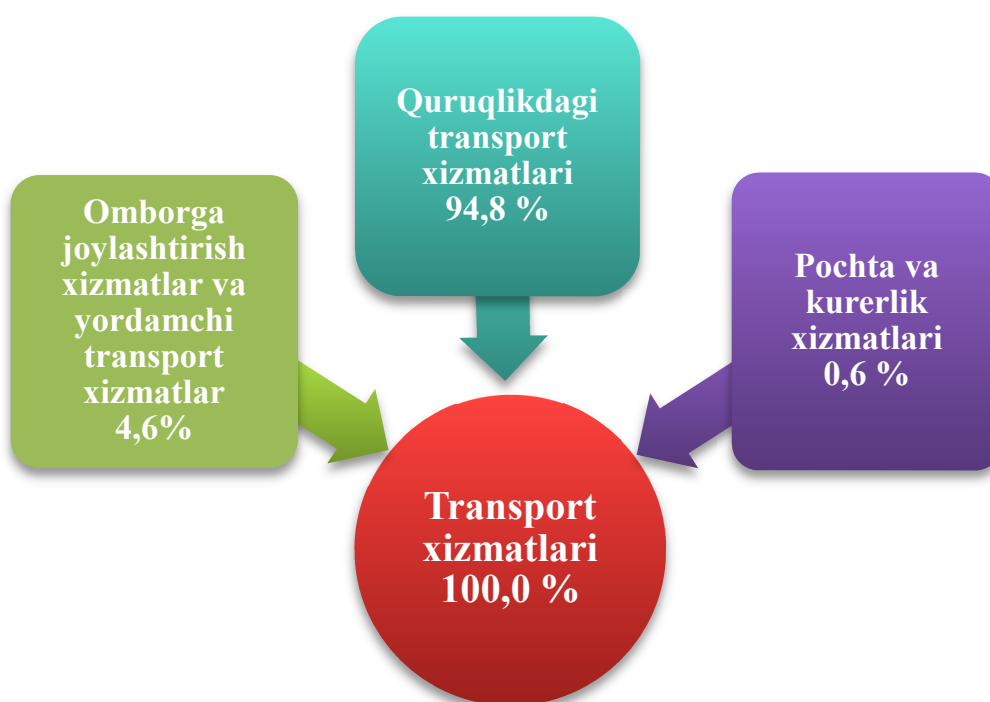 Quruqlikdagi
transport
xizmatlari
94,8 %
Omborga
joylashtirish
xizmatlar va
yordamchi
transport
xizmatlar
4,6%
Pochta va
kurerlik
xizmatlari
0,6 %
Transport
xizmatlari
100,0 %